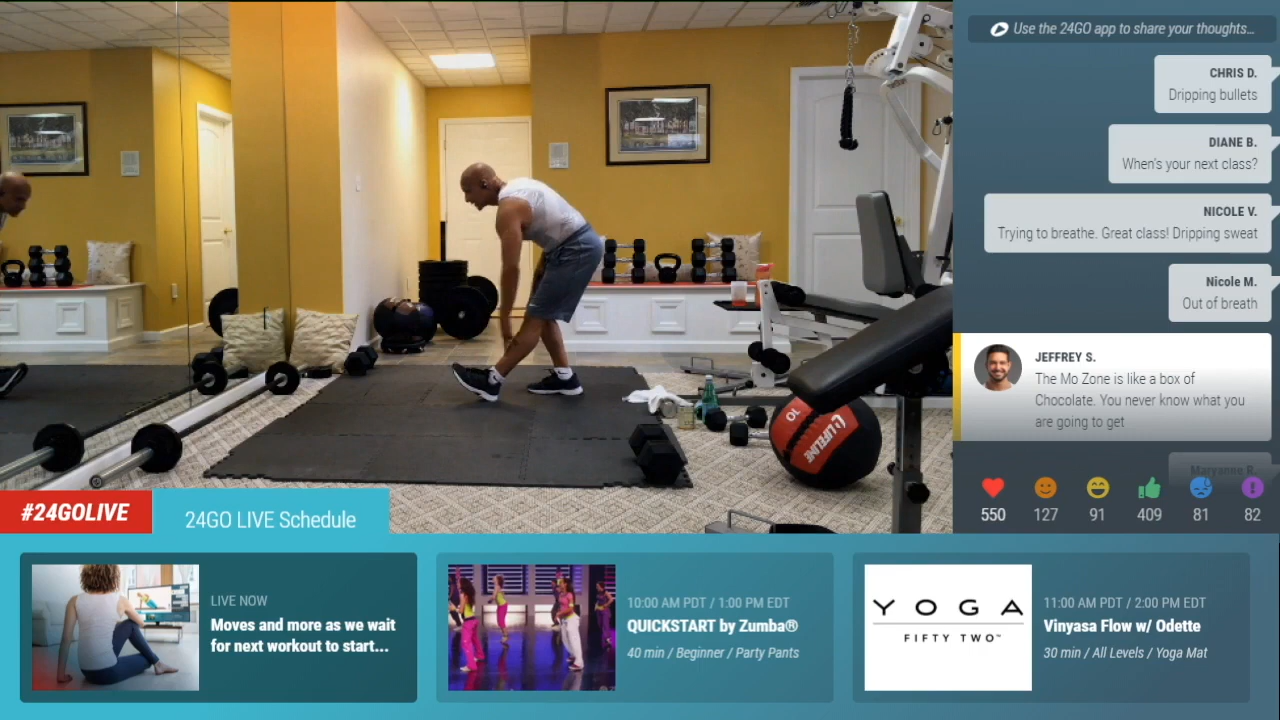 Use the 24GO app to share your thoughts...
CHRIS D.
Dripping bullets
DIANE B.
When's your next class?
NICOLE V.
Trying to breathe. Great class! Dripping sweat
Nicole M.
Out of breath
JEFFREY S.
The Mo Zone is like a box of
Chocolate. You never know what you
are going to get
Maryanne R.
550 127 91 409 81 82
10
LIFELINE
#24GOLIVE
24GO LIVE Schedule
LIVE NOW
Moves and more as we wait
for next workout to start...
10:00 AM PDT / 1:00 PM EDT
QUICKSTART by Zumba®
40 min / Beginner / Party Pants
YOGA
FIFTY TWO™
11:00 AM PDT / 2:00 PM EDT
Vinyasa Flow w/ Odette
30 min / All Levels / Yoga Mat